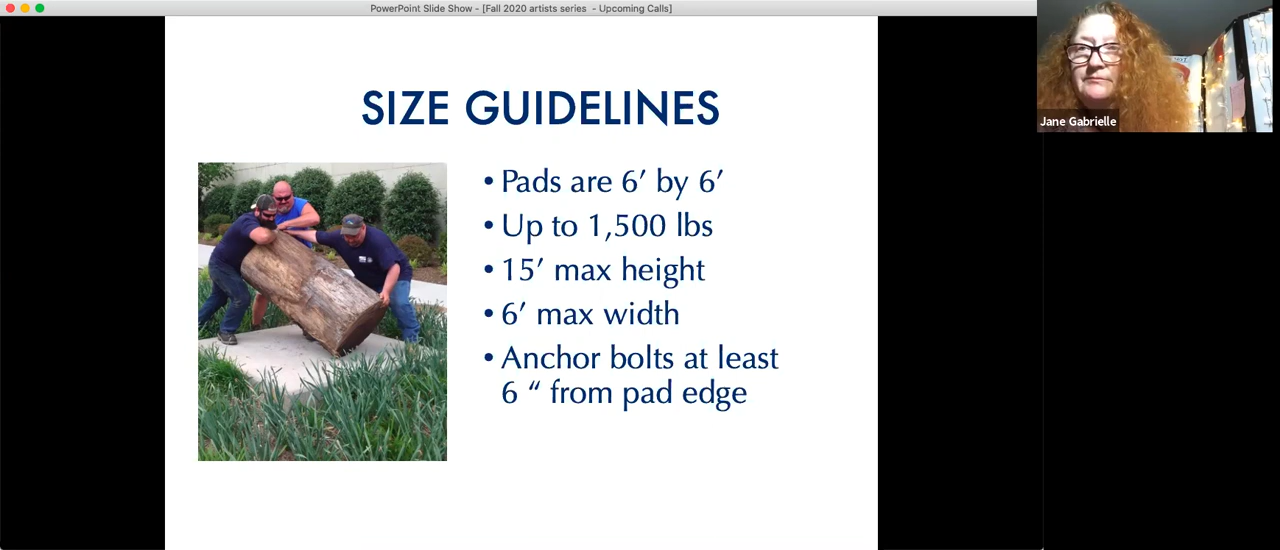 PowerPoint Slide Show - [Fall 2020 artists series - Upcoming Calls]
SIZE GUIDELINES
• Pads are 6’ by 6’
• Up to 1,500 lbs
• 15’ max height
• 6’ max width
• Anchor bolts at least
6 “ from pad edge
Jane Gabrielle